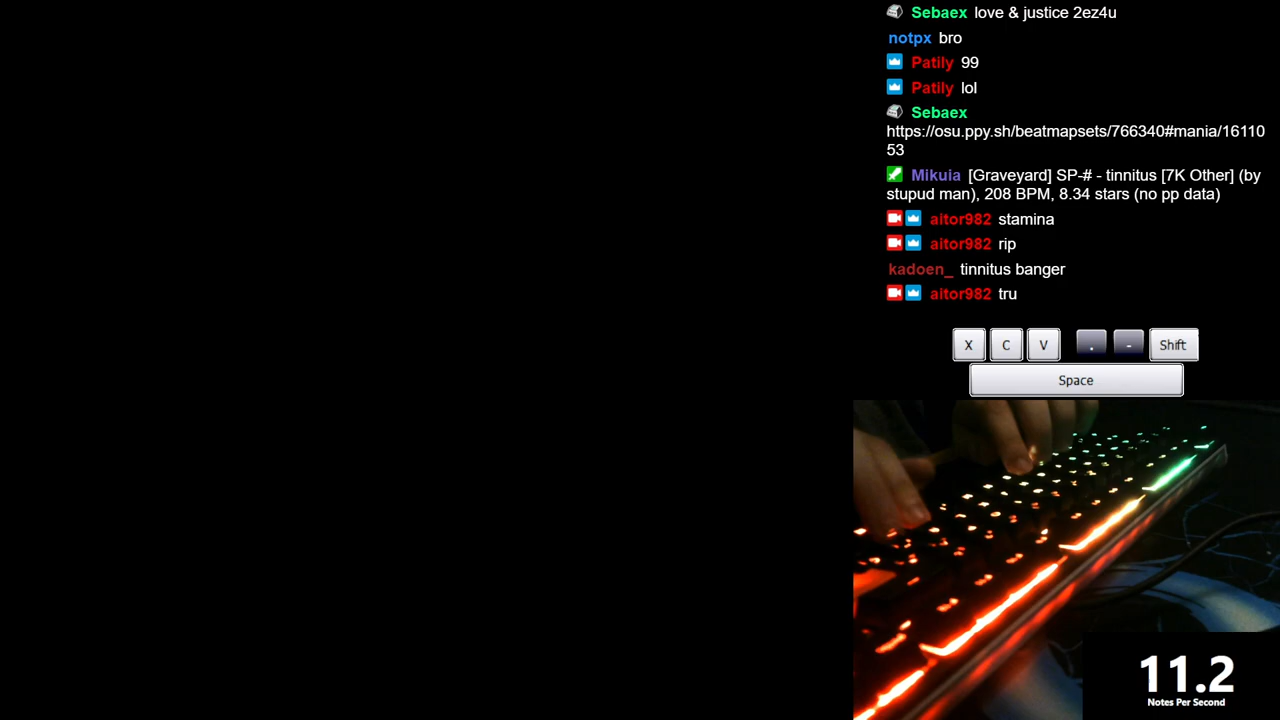 Sebaex love & justice 2ez4u
notpx bro
Patily 99
Patily lol
Sebaex
https://osu.ppy.sh/beatmapsets/766340#mania/16110
53
Mikuia [Graveyard] SP-# - tinnitus [7K Other] (by
stupud man), 208 BPM, 8.34 stars (no pp data)
aitor982 stamina
aitor982 rip
kadoen_ tinnitus banger
aitor982 tru
X C V . - Shift
Space
11.2
Notes Per Second